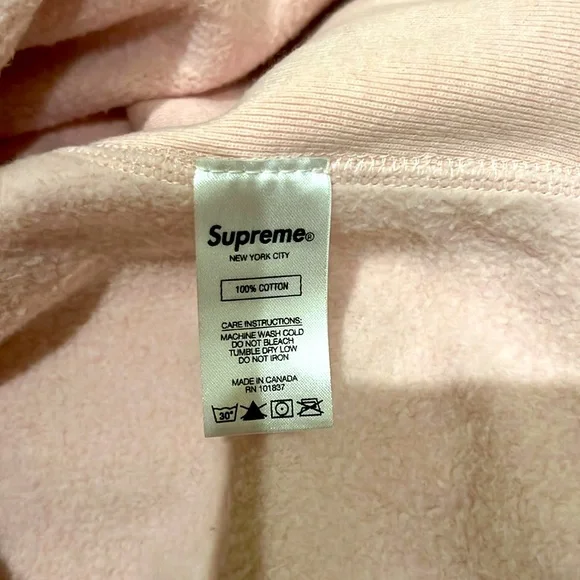 Supreme®
NEW YORK CITY
100% COTTON
CARE INSTRUCTIONS:
MACHINE WASH COLD
DO NOT BLEACH
TUMBLE DRY LOW
DO NOT IRON
MADE IN CANADA
RN 101837
30°